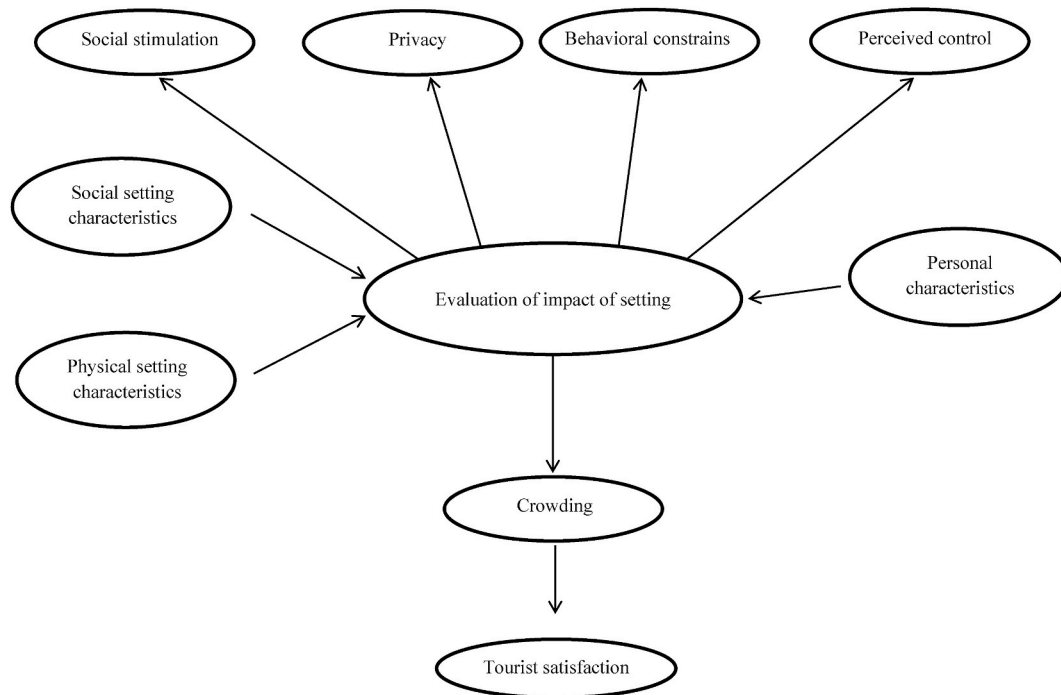 Social stimulation
Privacy
Behavioral constrains
Perceived control
Social setting
characteristics
Personal
characteristics
Evaluation of impact of setting
Physical setting
characteristics
Crowding
Tourist satisfaction